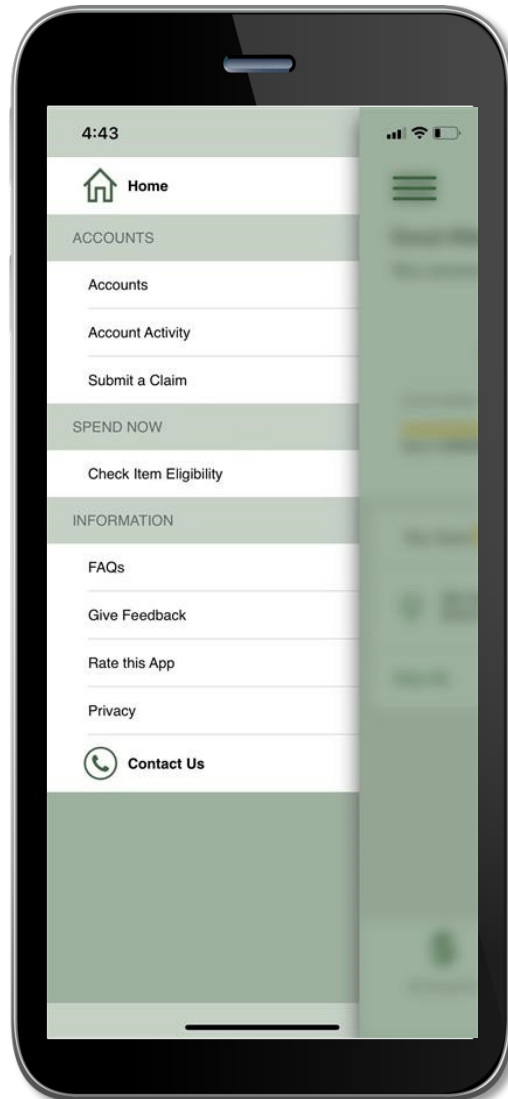 4:43
Home
ACCOUNTS
Accounts
Account Activity
Submit a Claim
SPEND NOW
Check Item Eligibility
INFORMATION
FAQs
Give Feedback
Rate this App
Privacy
Contact Us